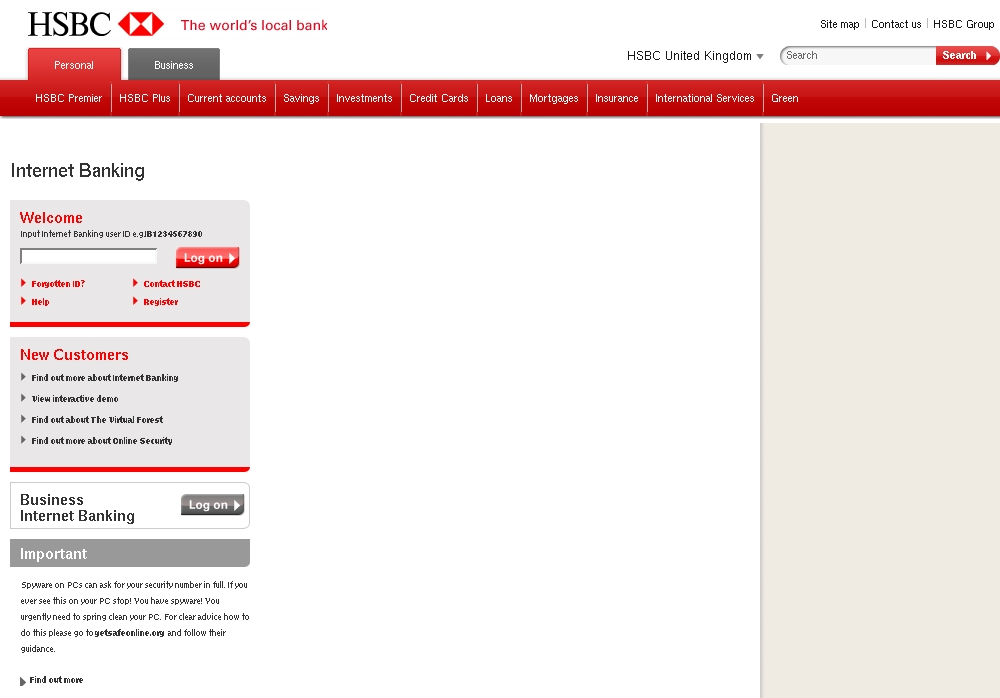 HSBC The world's local bank
Site map Contact us HSBC Group
Personal Business
HSBC United Kingdom Search Search
HSBC Premier HSBC Plus Current accounts Savings Investments Credit Cards Loans Mortgages Insurance International Services Green
Internet Banking
Welcome
Input Internet Banking user ID e.g.IB1234567890
Log on
Forgotten ID? Contact HSBC
Help Register
New Customers
Find out more about Internet Banking
View interactive demo
Find out about The Virtual Forest
Find out more about Online Security
Business
Internet Banking
Log on
Important
Spyware on PCs can ask for your security number in full. If you
ever see this on your PC stop! You have spyware! You
urgently need to spring clean your PC. For clear advice how to
do this please go to getsafeonline.org and follow their
guidance.
Find out more